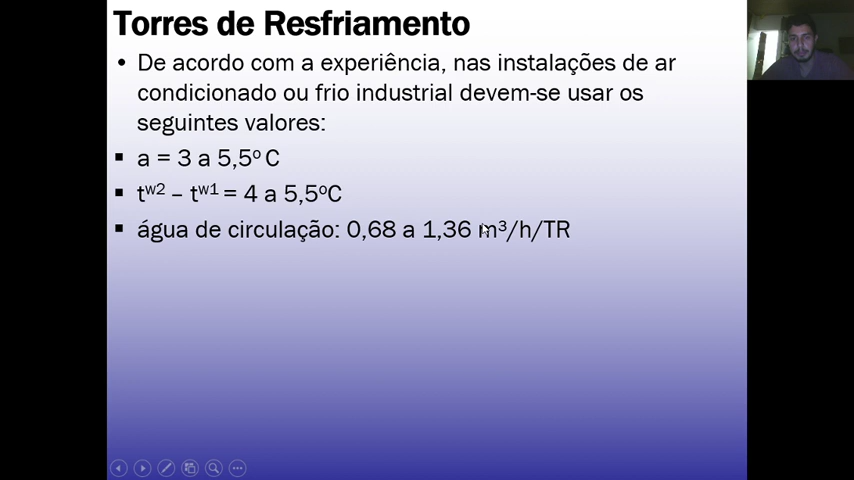 Torres de Resfriamento
• De acordo com a experiência, nas instalações de ar
condicionado ou frio industrial devem-se usar os
seguintes valores:
▪ a = 3 a 5,5º C
▪ tʷ² – tʷ¹ = 4 a 5,5ºC
▪ água de circulação: 0,68 a 1,36 m³/h/TR